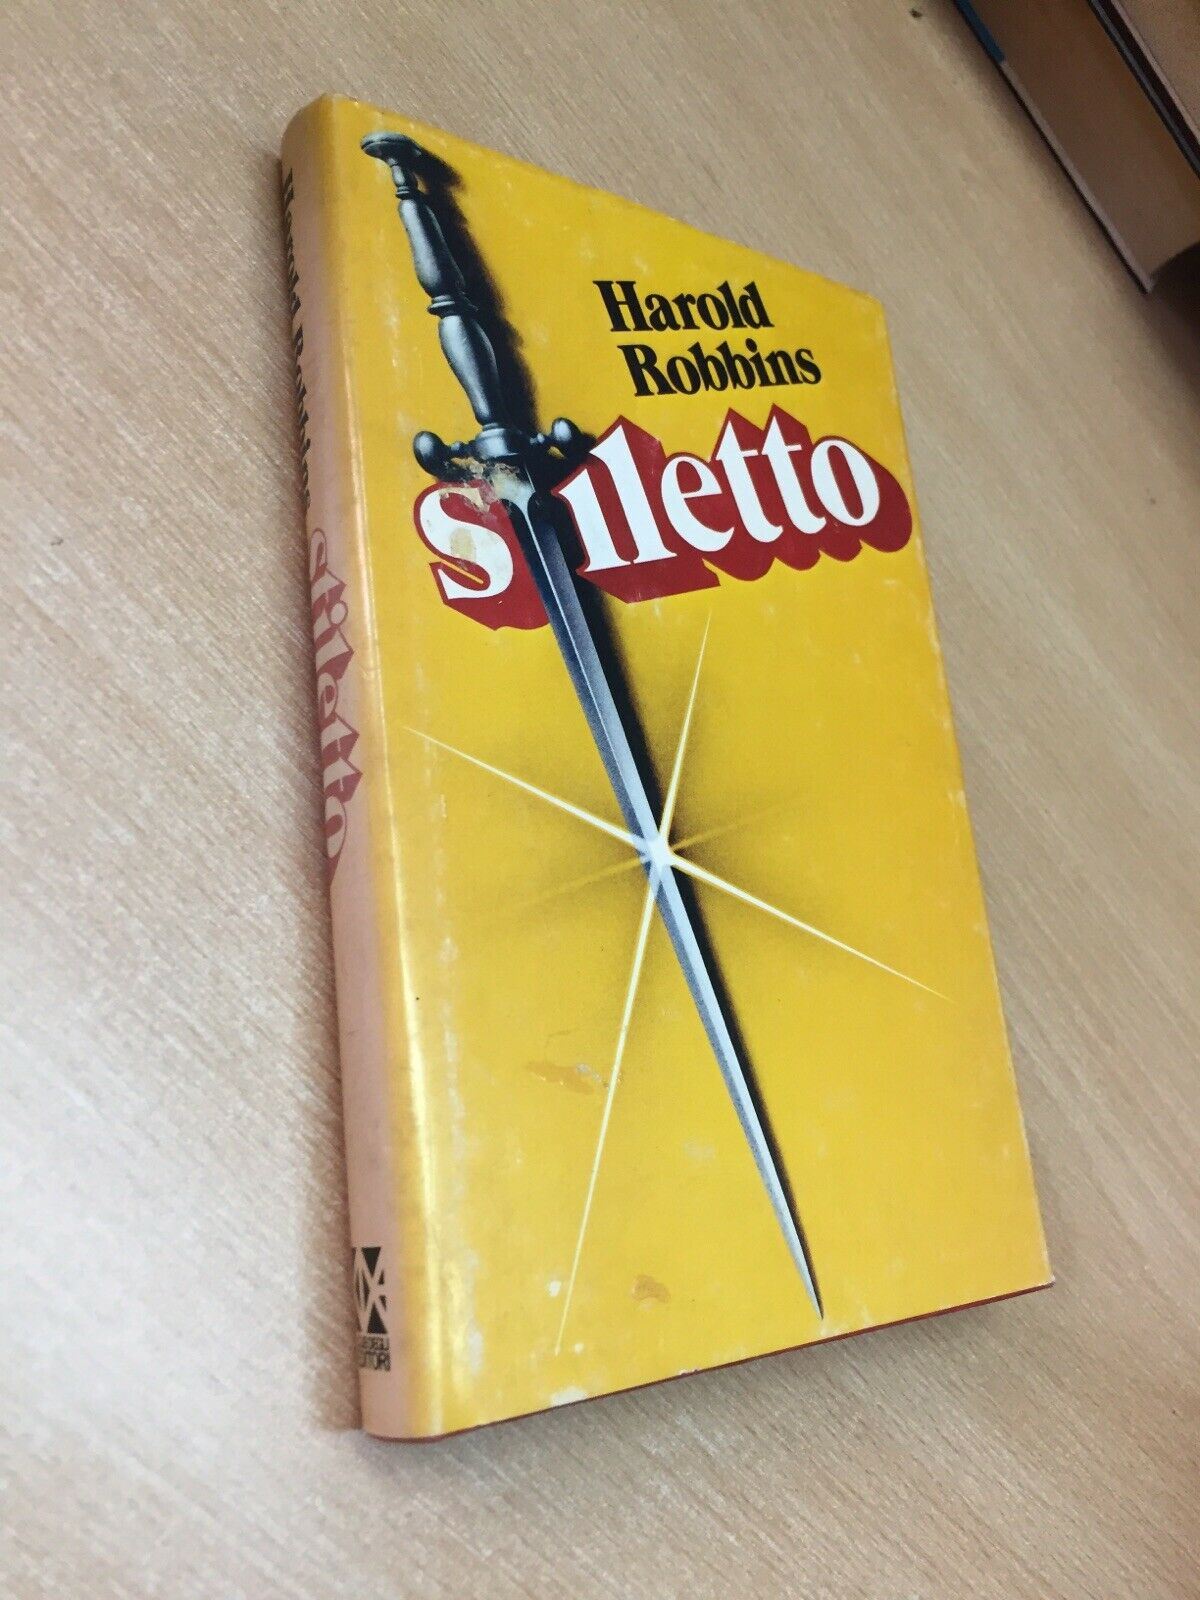 Harold
Robbins
stiletto
Harold Robbins stiletto